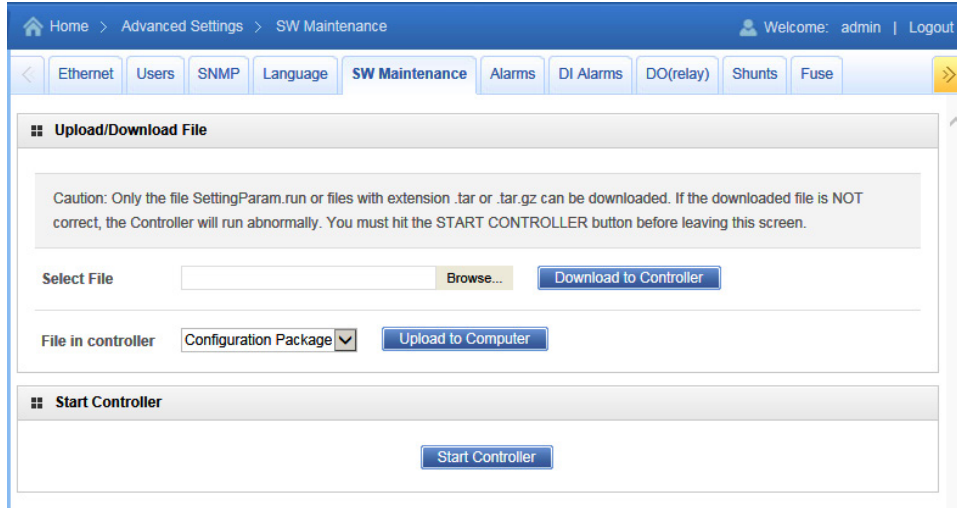 Home > Advanced Settings > SW Maintenance Welcome: admin | Logout
Ethernet Users SNMP Language SW Maintenance Alarms DI Alarms DO(relay) Shunts Fuse
Upload/Download File
Caution: Only the file SettingParam.run or files with extension .tar or .tar.gz can be downloaded. If the downloaded file is NOT
correct, the Controller will run abnormally. You must hit the START CONTROLLER button before leaving this screen.
Select File Browse... Download to Controller
File in controller Configuration Package Upload to Computer
Start Controller
Start Controller